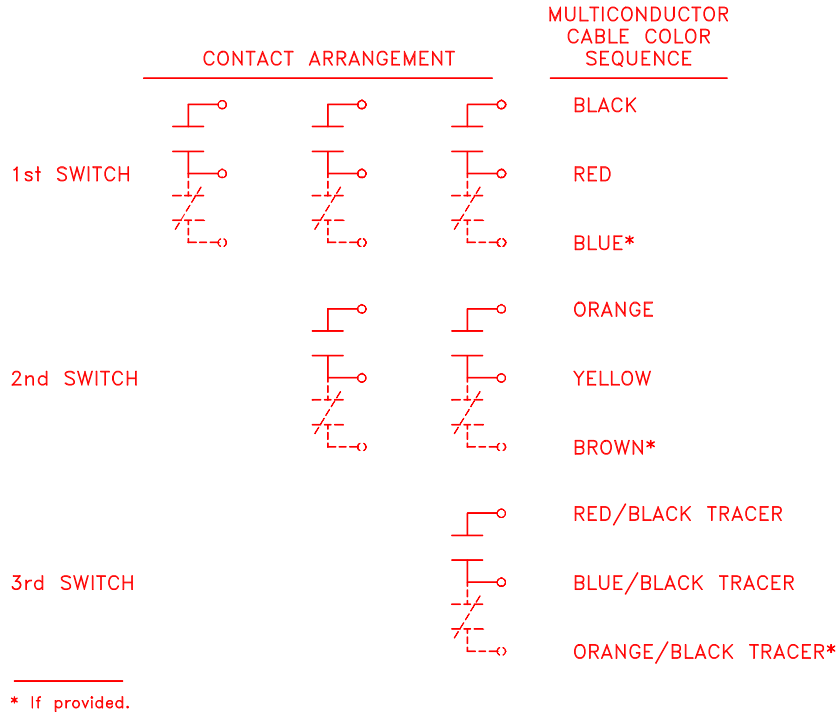 MULTICONDUCTOR
CABLE COLOR
SEQUENCE
CONTACT ARRANGEMENT
BLACK
1st SWITCH
RED
BLUE*
ORANGE
2nd SWITCH
YELLOW
BROWN*
RED/BLACK TRACER
3rd SWITCH
BLUE/BLACK TRACER
ORANGE/BLACK TRACER*
* If provided.